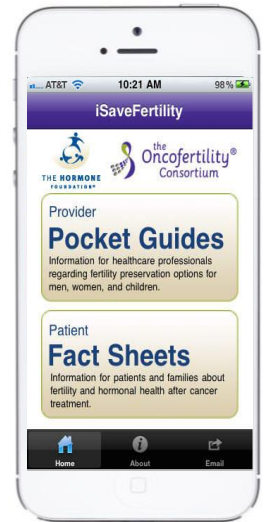 AT&T 10:21 AM 98%
iSaveFertility
THE HORMONE
FOUNDATION®
the
Oncofertility®
Consortium
Provider
Pocket Guides
Information for healthcare professionals
regarding fertility preservation options for
men, women, and children.
Patient
Fact Sheets
Information for patients and families about
fertility and hormonal health after cancer
treatment.
Home About Email